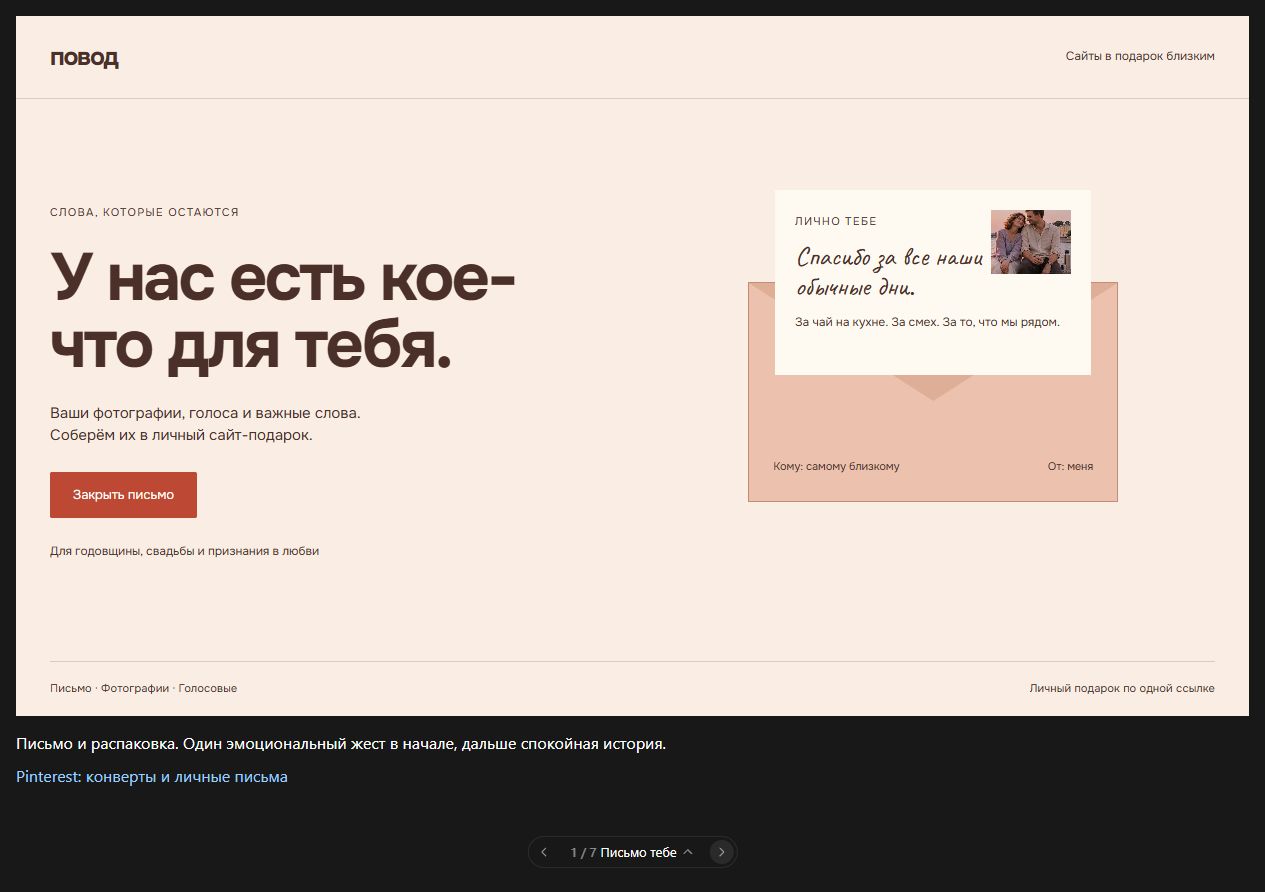 повод
Сайты в подарок близким
СЛОВА, КОТОРЫЕ ОСТАЮТСЯ
У нас есть кое-
что для тебя.
Ваши фотографии, голоса и важные слова.
Соберём их в личный сайт-подарок.
Закрыть письмо
Для годовщины, свадьбы и признания в любви
ЛИЧНО ТЕБЕ
Спасибо за все наши
обычные дни.
За чай на кухне. За смех. За то, что мы рядом.
Кому: самому близкому
От: меня
Письмо · Фотографии · Голосовые
Личный подарок по одной ссылке
Письмо и распаковка. Один эмоциональный жест в начале, дальше спокойная история.
Pinterest: конверты и личные письма
1 / 7 Письмо тебе